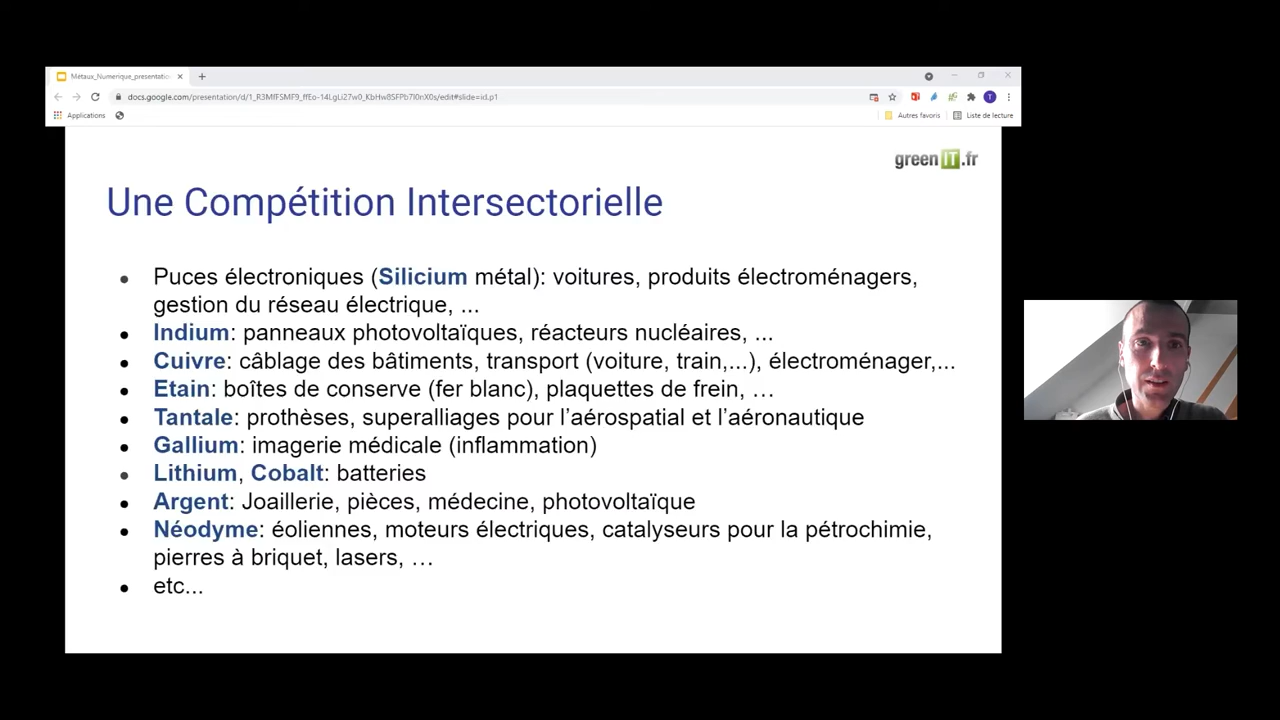 Métaux_Numerique_presentatio
docs.google.com/presentation/d/1_R3MlFSMF9_ffEo-14LgLi27w0_KbHw8SFPb7I0nX0s/edit#slide=id.p1
T
Applications
Autres favoris
Liste de lecture
green IT.fr
Une Compétition Intersectorielle
Puces électroniques (Silicium métal): voitures, produits électroménagers,
gestion du réseau électrique, ...
Indium: panneaux photovoltaïques, réacteurs nucléaires, ...
Cuivre: câblage des bâtiments, transport (voiture, train,...), électroménager,...
Etain: boîtes de conserve (fer blanc), plaquettes de frein, …
Tantale: prothèses, superalliages pour l’aérospatial et l’aéronautique
Gallium: imagerie médicale (inflammation)
Lithium, Cobalt: batteries
Argent: Joaillerie, pièces, médecine, photovoltaïque
Néodyme: éoliennes, moteurs électriques, catalyseurs pour la pétrochimie,
pierres à briquet, lasers, …
etc...